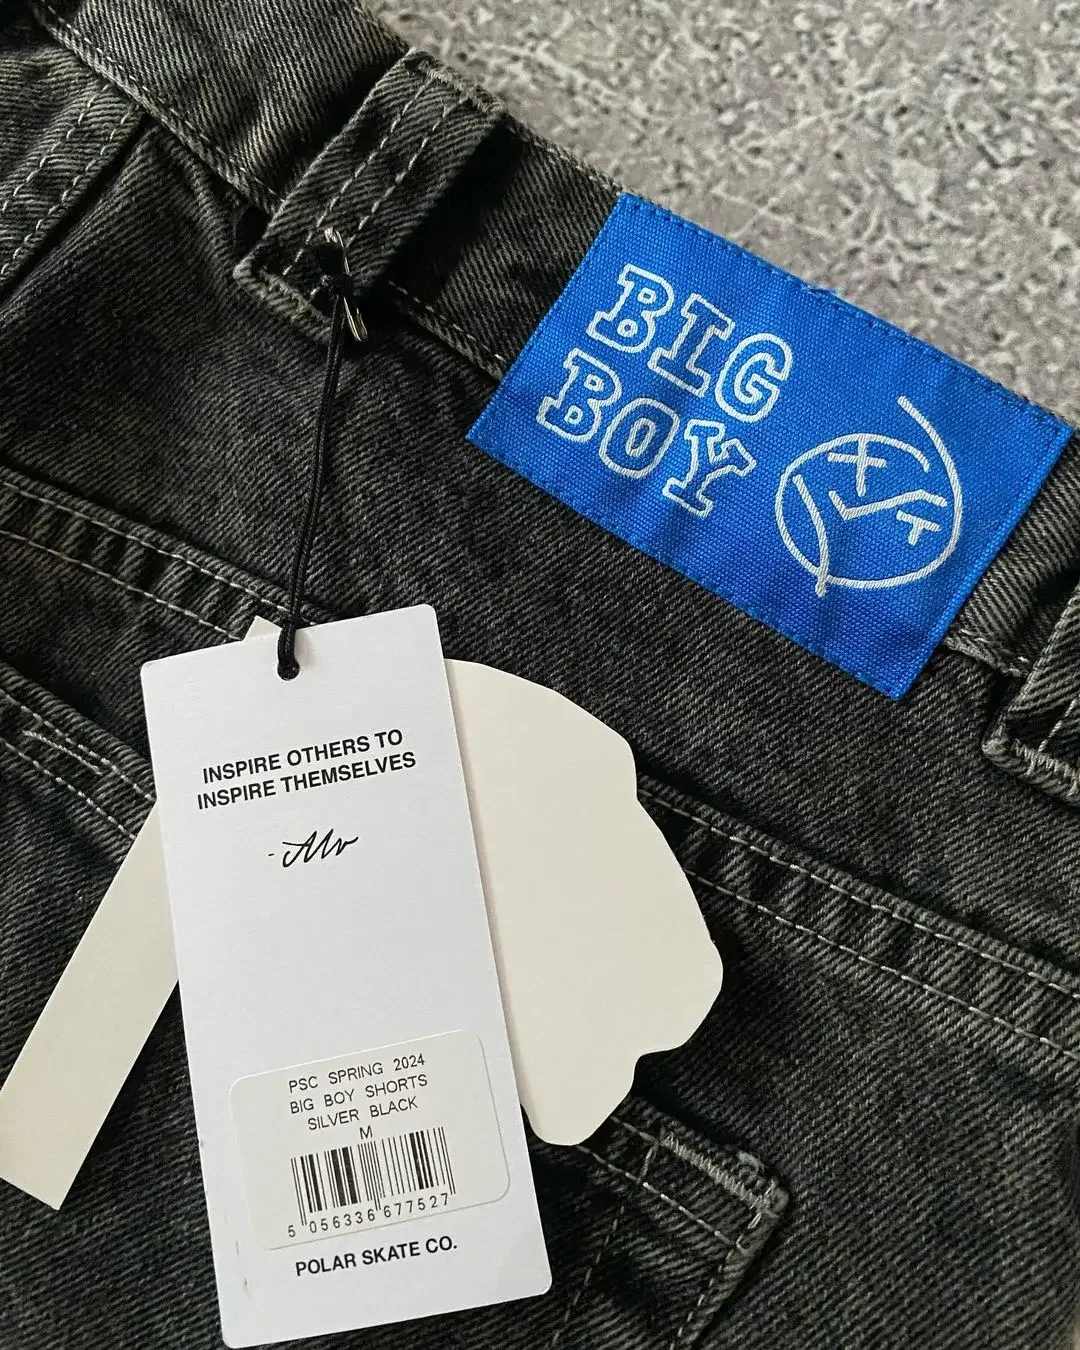 BIG
BOY
INSPIRE OTHERS TO
INSPIRE THEMSELVES
PSC SPRING 2024
BIG BOY SHORTS
SILVER BLACK
M
5 056336 677527
POLAR SKATE CO.